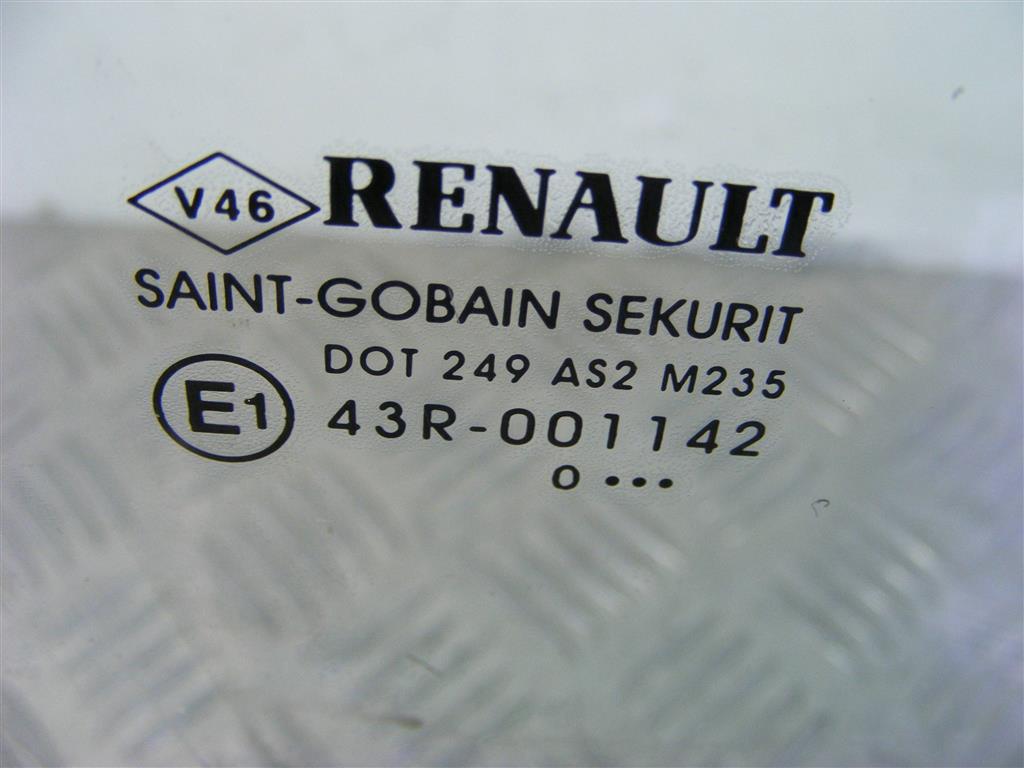 V46 RENAULT
SAINT-GOBAIN SEKURIT
DOT 249 AS2 M235
E1 43R-001142
0 •••